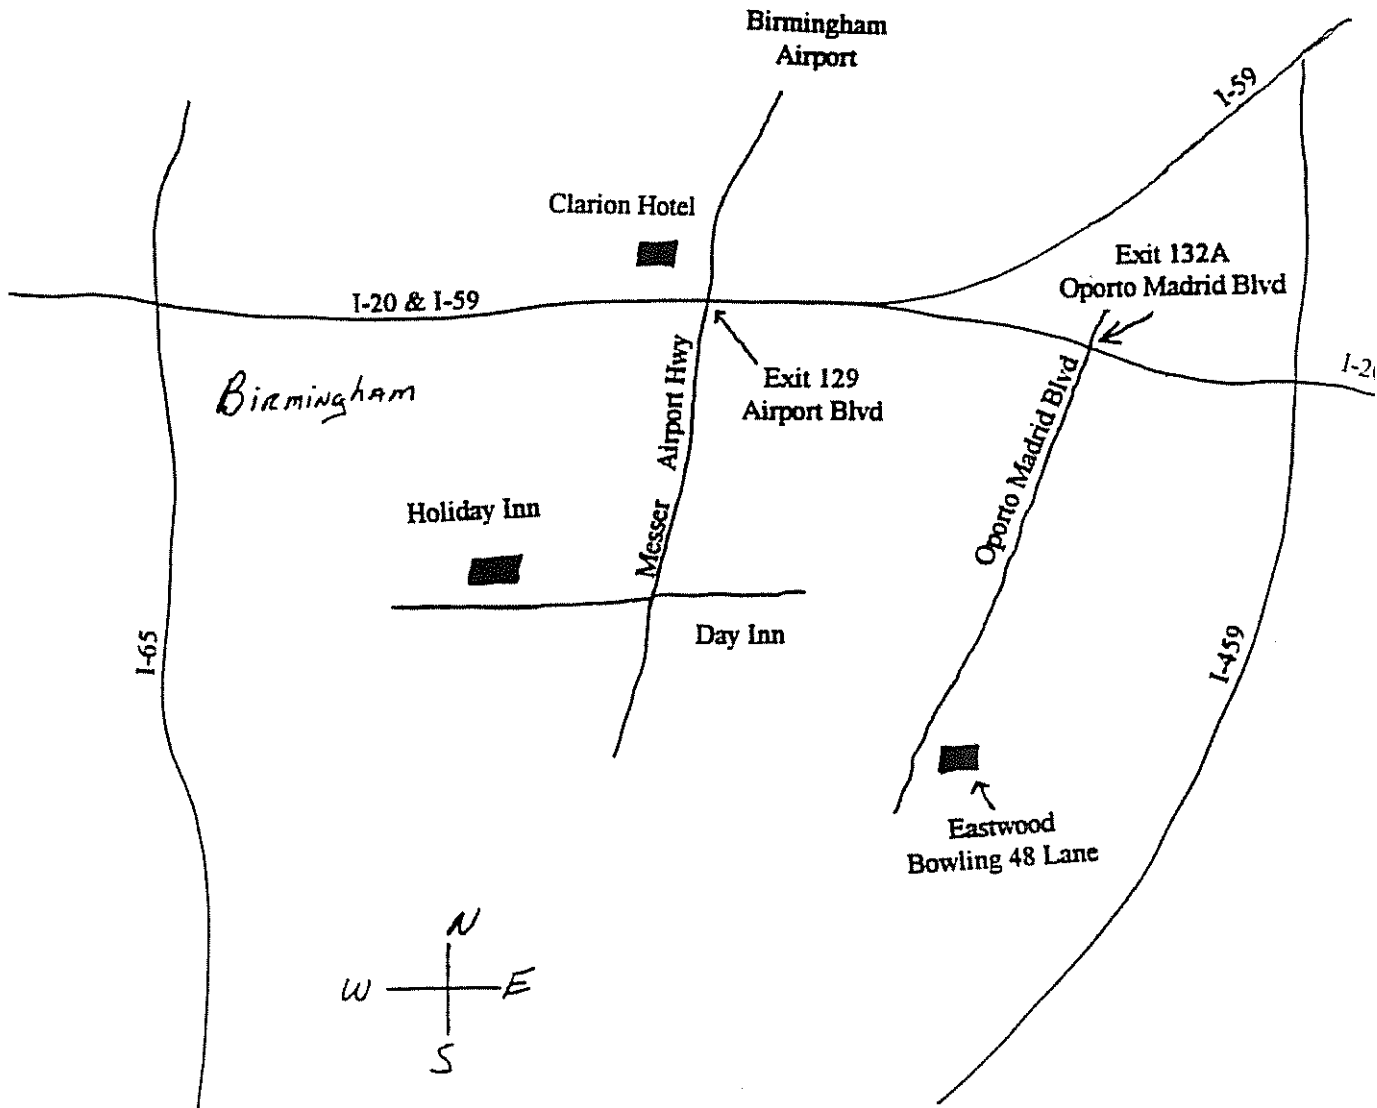 Birmingham
Airport
I-59
Clarion Hotel
Exit 132A
Oporto Madrid Blvd
I-20 & I-59
Exit 129
Airport Blvd
Messer Airport Hwy
Oporto Madrid Blvd
Birmingham
Holiday Inn
Day Inn
I-65
I-459
Eastwood
Bowling 48 Lane
N
W
E
S